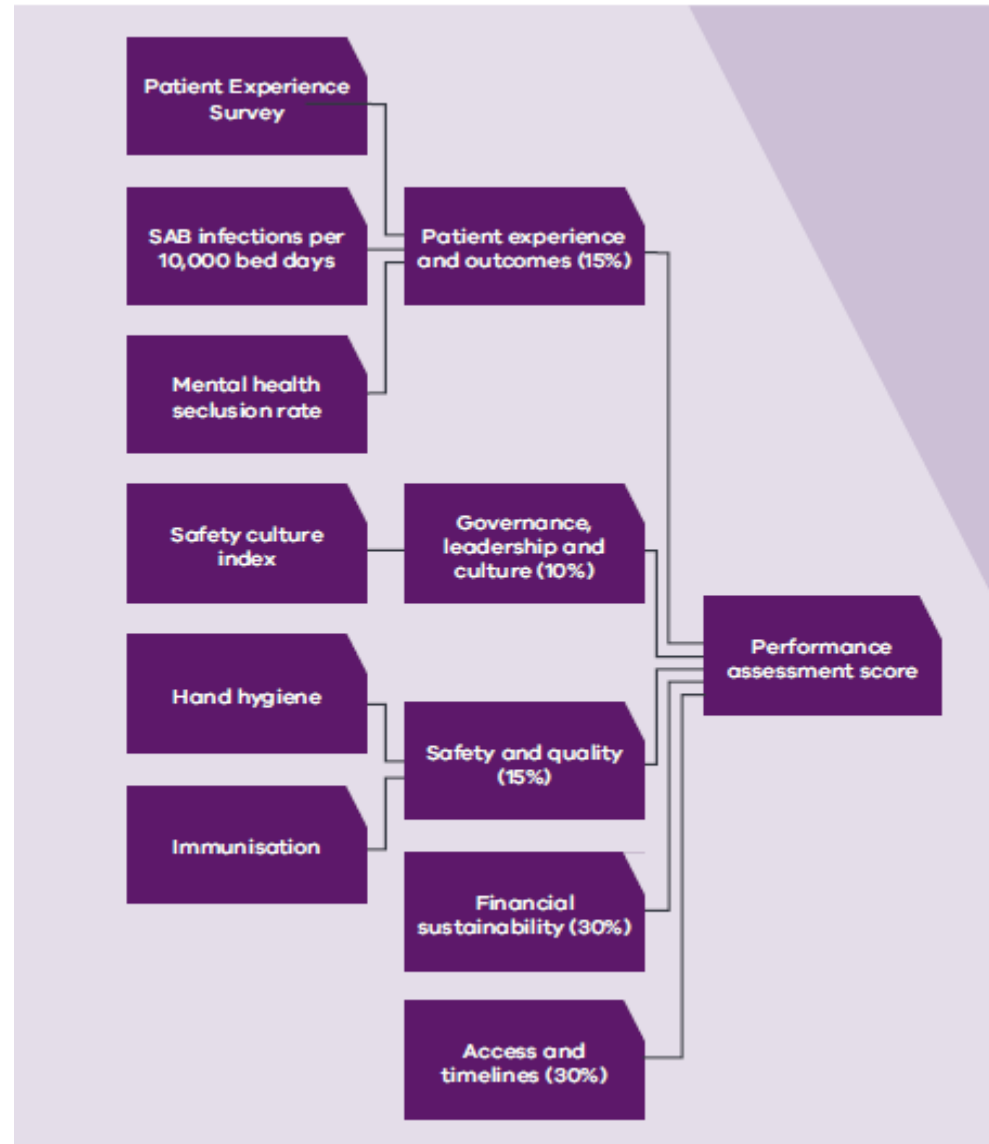 Patient Experience
Survey
SAB infections per
10,000 bed days
Patient experience
and outcomes (15%)
Mental health
seclusion rate
Safety culture
index
Governance,
leadership and
culture (10%)
Performance
assessment score
Hand hygiene
Safety and quality
(15%)
Immunisation
Financial
sustainability (30%)
Access and
timelines (30%)